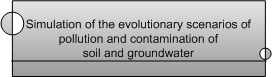 Simulation of the evolutionary scenarios of
pollution and contamination of
soil and groundwater